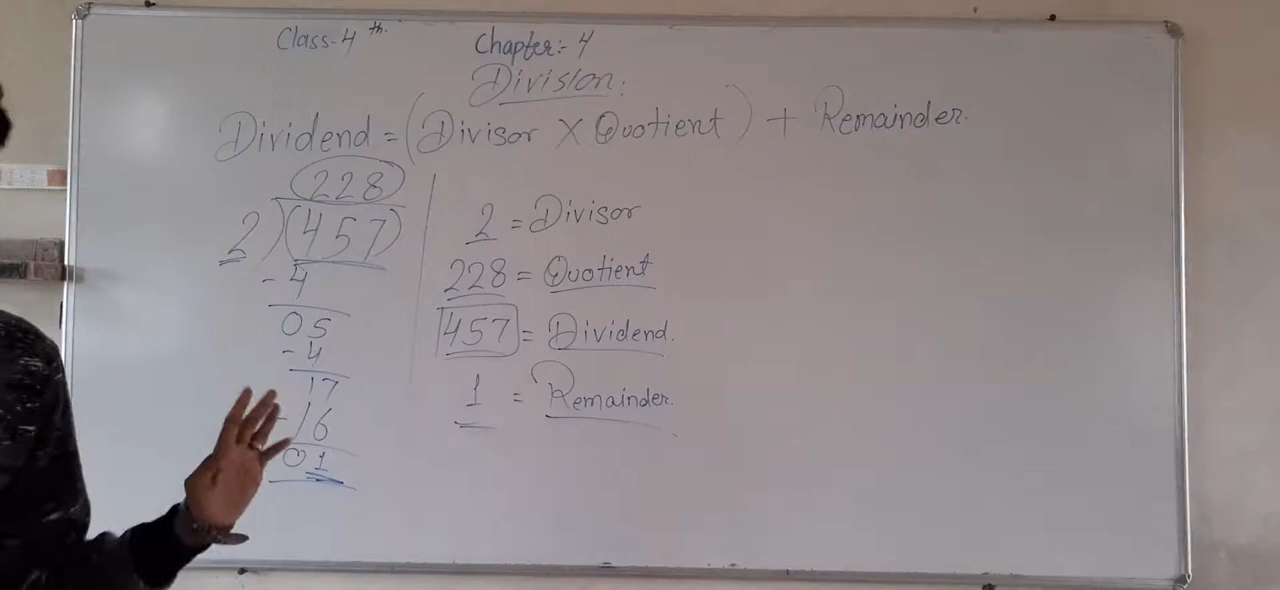 Class-4th.
Chapter:- 4
Division.
Dividend = (Divisor X Quotient) + Remainder.
228
2)(457)
-4
05
-4
17
-16
01
2 = Divisor
228 = Quotient
457 = Dividend.
1 = Remainder.